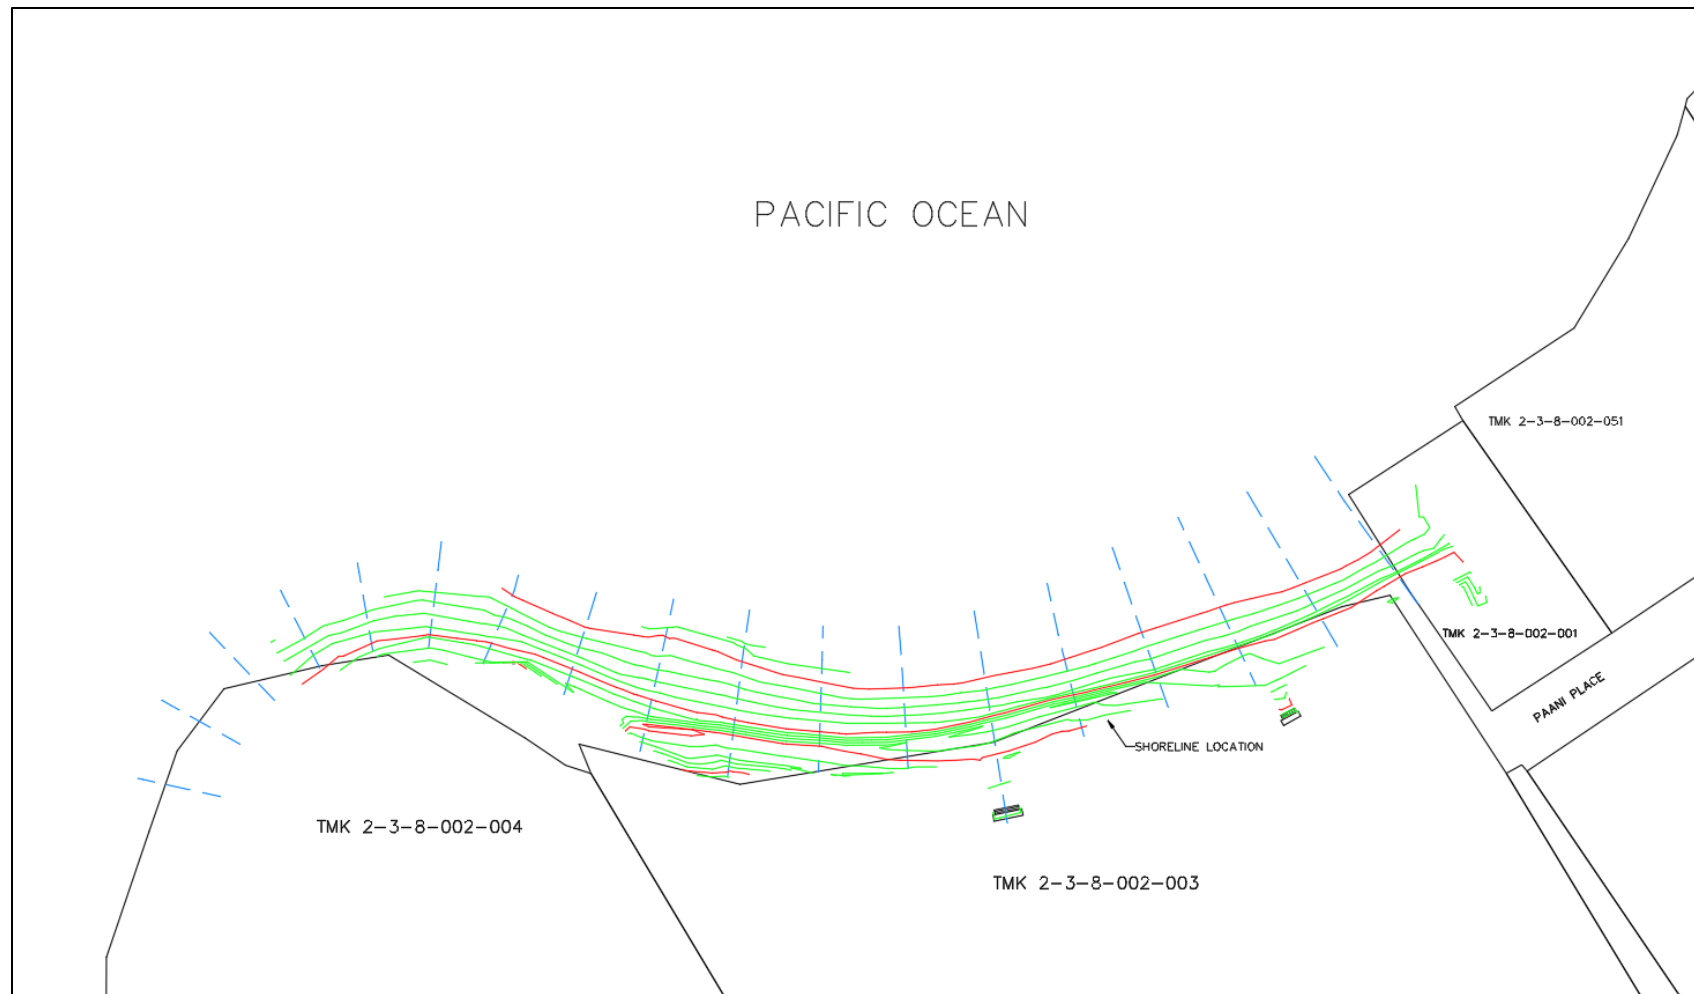 PACIFIC OCEAN
TMK 2-3-8-002-051
TMK 2-3-8-002-001
PAANI PLACE
SHORELINE LOCATION
TMK 2-3-8-002-004
TMK 2-3-8-002-003